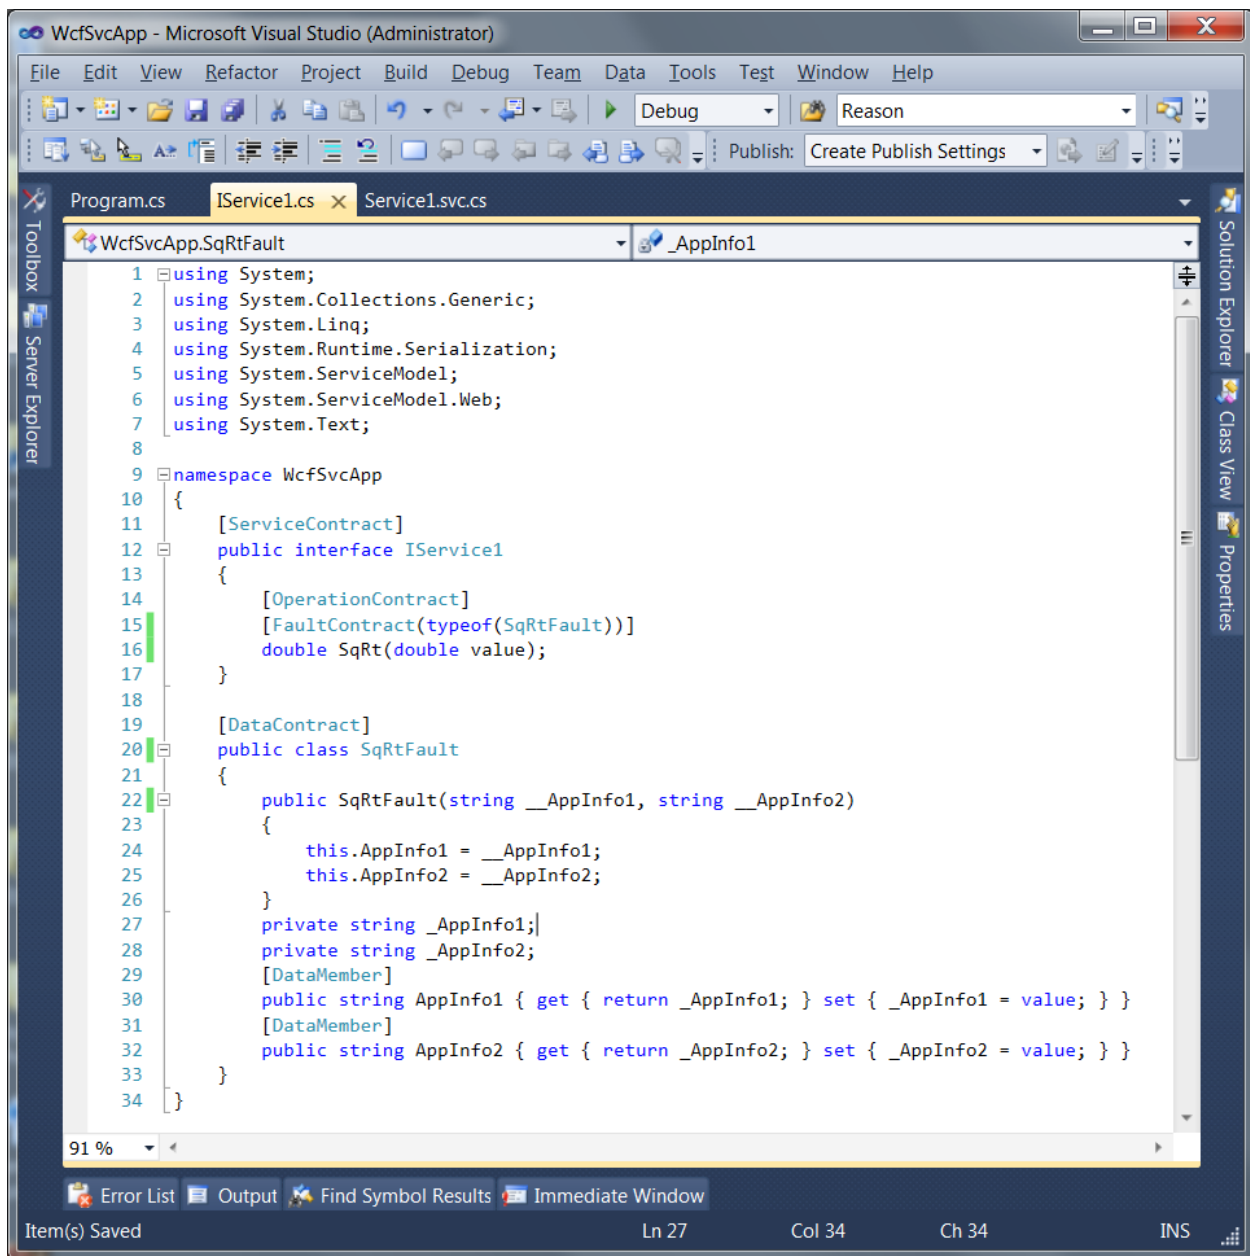 WcfSvcApp - Microsoft Visual Studio (Administrator)
File Edit View Refactor Project Build Debug Team Data Tools Test Window Help
Debug Reason
Publish: Create Publish Settings
Program.cs IService1.cs Service1.svc.cs
WcfSvcApp.SqRtFault _AppInfo1
Toolbox
Server Explorer
Solution Explorer
Class View
Properties
1 using System;
2 using System.Collections.Generic;
3 using System.Linq;
4 using System.Runtime.Serialization;
5 using System.ServiceModel;
6 using System.ServiceModel.Web;
7 using System.Text;
8
9 namespace WcfSvcApp
10 {
11     [ServiceContract]
12     public interface IService1
13     {
14         [OperationContract]
15         [FaultContract(typeof(SqRtFault))]
16         double SqRt(double value);
17     }
18
19     [DataContract]
20     public class SqRtFault
21     {
22         public SqRtFault(string __AppInfo1, string __AppInfo2)
23         {
24             this.AppInfo1 = __AppInfo1;
25             this.AppInfo2 = __AppInfo2;
26         }
27         private string _AppInfo1;
28         private string _AppInfo2;
29         [DataMember]
30         public string AppInfo1 { get { return _AppInfo1; } set { _AppInfo1 = value; } }
31         [DataMember]
32         public string AppInfo2 { get { return _AppInfo2; } set { _AppInfo2 = value; } }
33     }
34 }
91 %
Error List Output Find Symbol Results Immediate Window
Item(s) Saved Ln 27 Col 34 Ch 34 INS